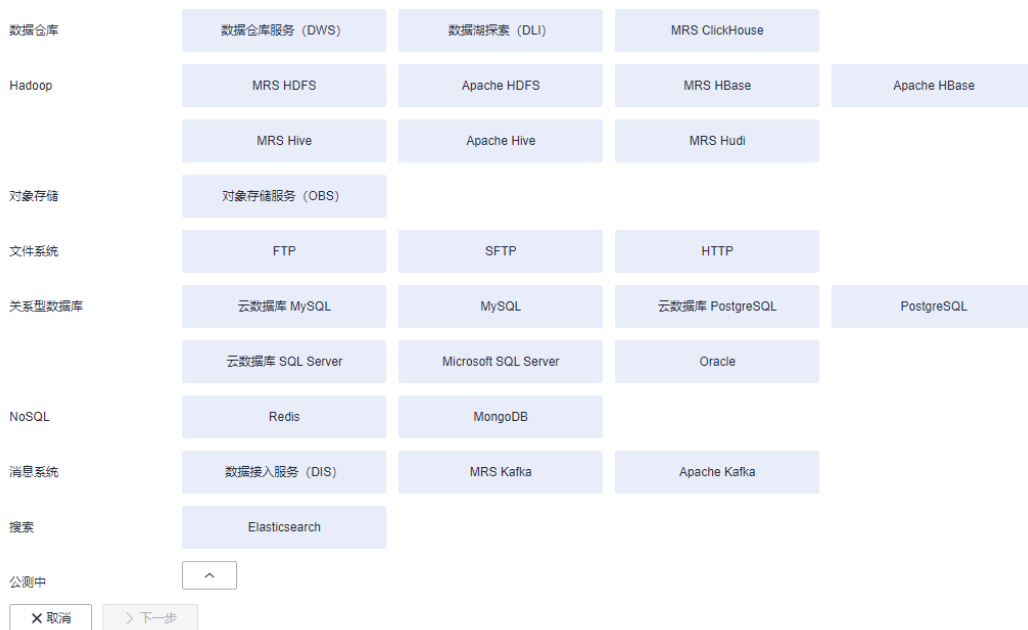 数据仓库 数据仓库服务（DWS） 数据湖探索（DLI） MRS ClickHouse
Hadoop MRS HDFS Apache HDFS MRS HBase Apache HBase
MRS Hive Apache Hive MRS Hudi
对象存储 对象存储服务（OBS）
文件系统 FTP SFTP HTTP
关系型数据库 云数据库 MySQL MySQL 云数据库 PostgreSQL PostgreSQL
云数据库 SQL Server Microsoft SQL Server Oracle
NoSQL Redis MongoDB
消息系统 数据接入服务（DIS） MRS Kafka Apache Kafka
搜索 Elasticsearch
公测中
取消 下一步